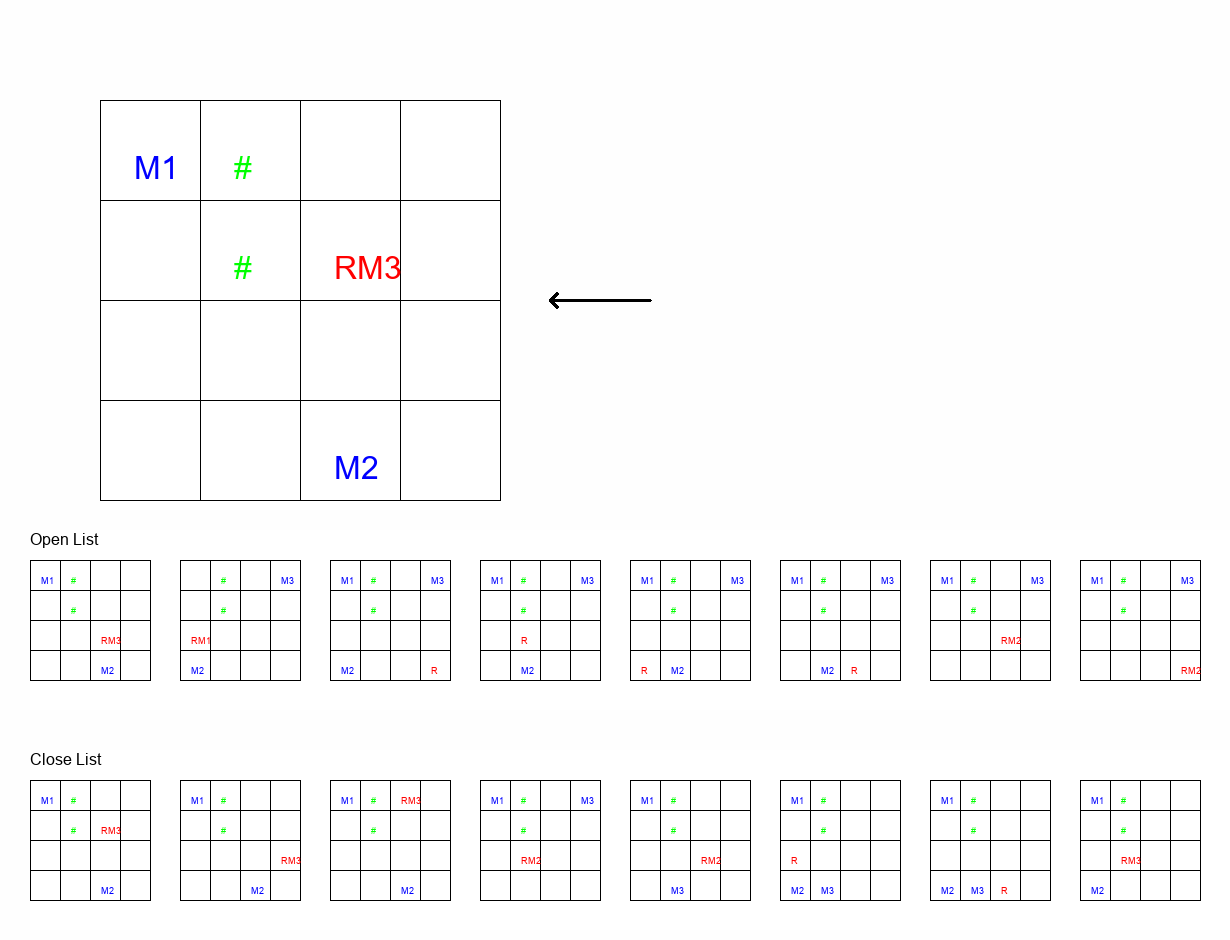 M1 #
# RM3
M2
Open List
M1 # # M3 M1 # M3 M1 # M3 M1 # M3 M1 # M3 M1 # M3 M1 # M3
# # # # # # # #
RM3 RM1 R RM2
M2 M2 M2 R M2 R M2 M2 R RM2
Close List
M1 # M1 # M1 # RM3 M1 # M3 M1 # M1 # M1 # M1 #
# RM3 # # # # # # #
RM3 RM2 RM2 R RM3
M2 M2 M2 M3 M2 M3 M2 M3 R M2